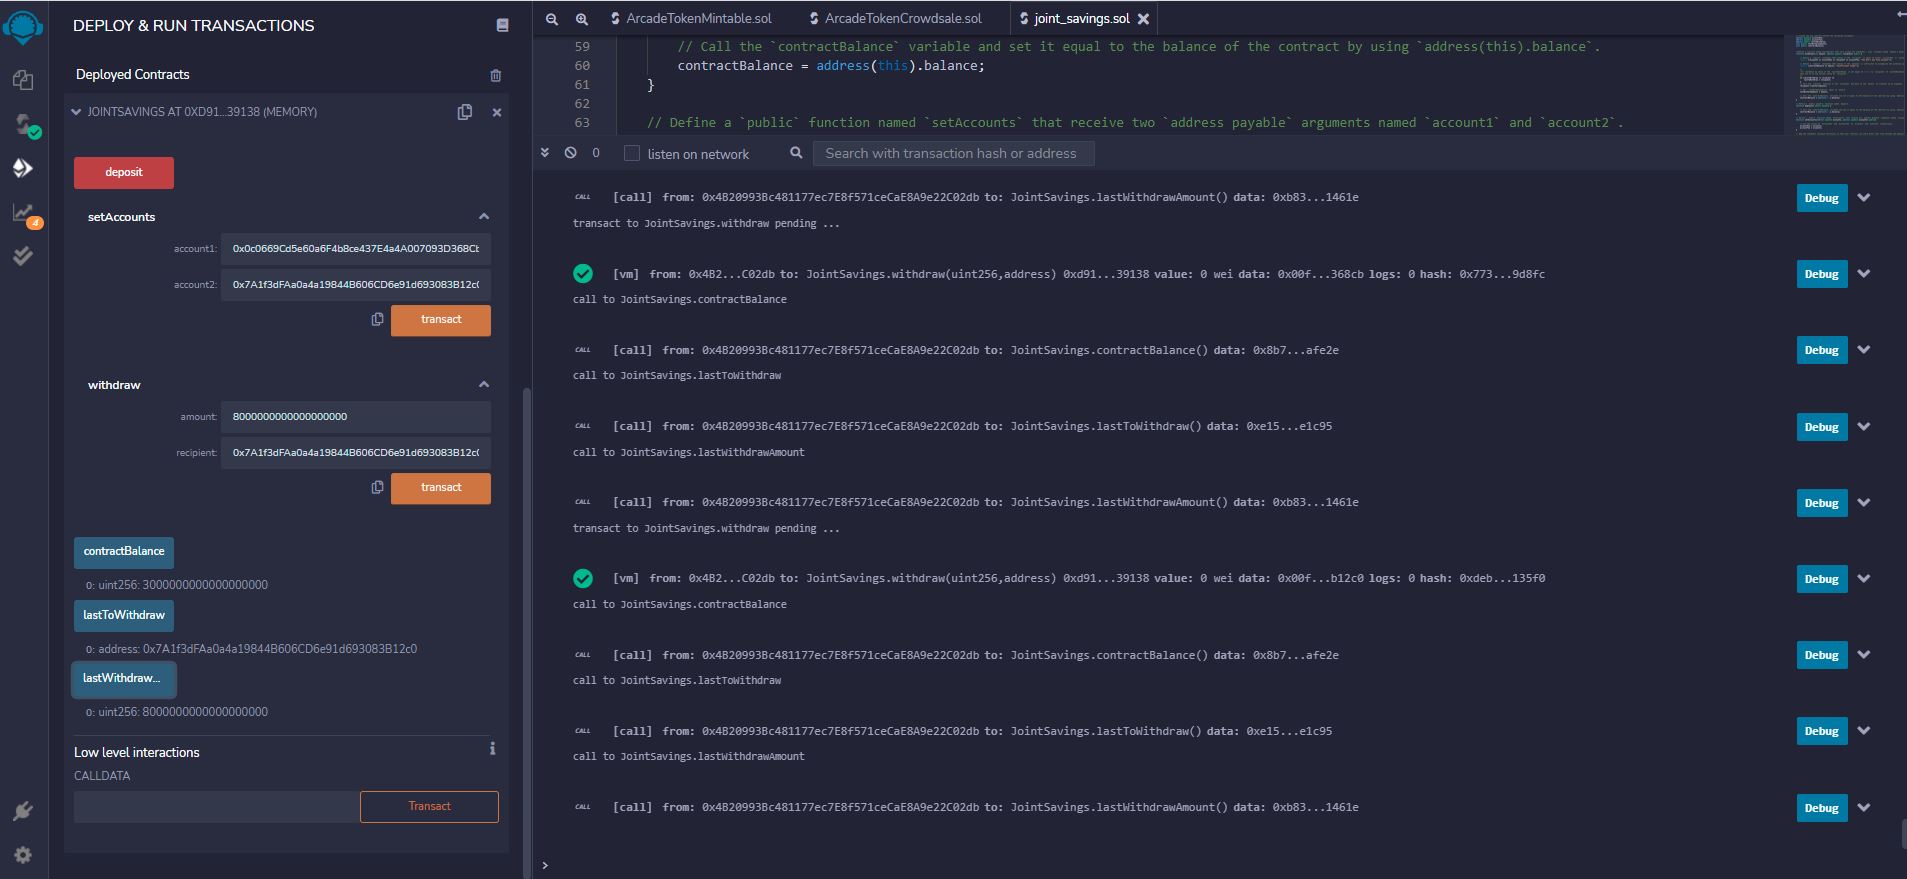 DEPLOY & RUN TRANSACTIONS
Deployed Contracts
JOINTSAVINGS AT 0XD91...39138 (MEMORY)
deposit
setAccounts
account1: 0x0c0669Cd5e60a6F4b8ce437E4a4A007093D368Cb
account2: 0x7A1f3dFAa0a4a19844B606CD6e91d693083B12c0
transact
withdraw
amount: 8000000000000000000
recipient: 0x7A1f3dFAa0a4a19844B606CD6e91d693083B12c0
transact
contractBalance
0: uint256: 3000000000000000000
lastToWithdraw
0: address: 0x7A1f3dFAa0a4a19844B606CD6e91d693083B12c0
lastWithdraw...
0: uint256: 8000000000000000000
Low level interactions
CALLDATA
Transact
4
ArcadeTokenMintable.sol ArcadeTokenCrowdsale.sol joint_savings.sol
59 // Call the `contractBalance` variable and set it equal to the balance of the contract by using `address(this).balance`.
60 contractBalance = address(this).balance;
61 }
62
63 // Define a `public` function named `setAccounts` that receive two `address payable` arguments named `account1` and `account2`.
0 listen on network Search with transaction hash or address
CALL [call] from: 0x4B20993Bc481177ec7E8f571ceCaE8A9e22C02db to: JointSavings.lastWithdrawAmount() data: 0xb83...1461e Debug
transact to JointSavings.withdraw pending ...
[vm] from: 0x4B2...C02db to: JointSavings.withdraw(uint256,address) 0xd91...39138 value: 0 wei data: 0x00f...368cb logs: 0 hash: 0x773...9d8fc Debug
call to JointSavings.contractBalance
CALL [call] from: 0x4B20993Bc481177ec7E8f571ceCaE8A9e22C02db to: JointSavings.contractBalance() data: 0x8b7...afe2e Debug
call to JointSavings.lastToWithdraw
CALL [call] from: 0x4B20993Bc481177ec7E8f571ceCaE8A9e22C02db to: JointSavings.lastToWithdraw() data: 0xe15...e1c95 Debug
call to JointSavings.lastWithdrawAmount
CALL [call] from: 0x4B20993Bc481177ec7E8f571ceCaE8A9e22C02db to: JointSavings.lastWithdrawAmount() data: 0xb83...1461e Debug
transact to JointSavings.withdraw pending ...
[vm] from: 0x4B2...C02db to: JointSavings.withdraw(uint256,address) 0xd91...39138 value: 0 wei data: 0x00f...b12c0 logs: 0 hash: 0xdeb...135f0 Debug
call to JointSavings.contractBalance
CALL [call] from: 0x4B20993Bc481177ec7E8f571ceCaE8A9e22C02db to: JointSavings.contractBalance() data: 0x8b7...afe2e Debug
call to JointSavings.lastToWithdraw
CALL [call] from: 0x4B20993Bc481177ec7E8f571ceCaE8A9e22C02db to: JointSavings.lastToWithdraw() data: 0xe15...e1c95 Debug
call to JointSavings.lastWithdrawAmount
CALL [call] from: 0x4B20993Bc481177ec7E8f571ceCaE8A9e22C02db to: JointSavings.lastWithdrawAmount() data: 0xb83...1461e Debug
>